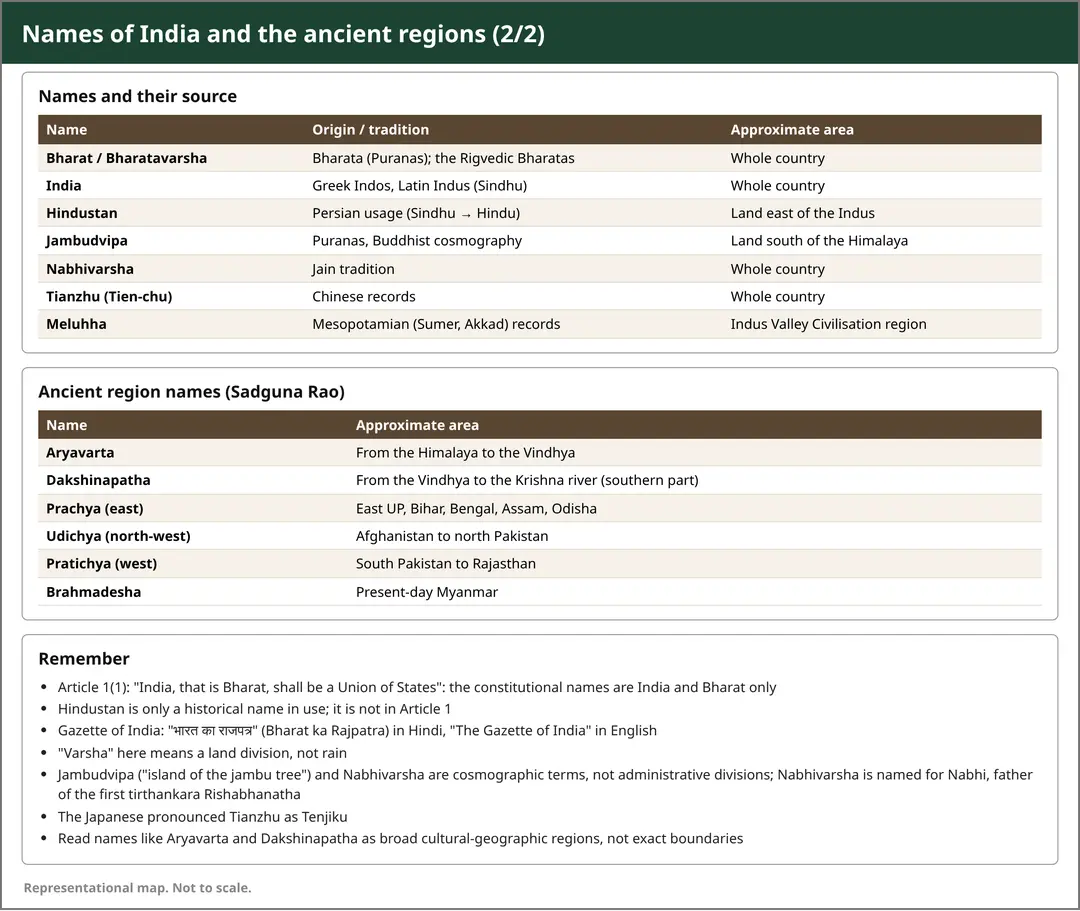 Names of India and the ancient regions (2/2)
Names and their source
Name Origin / tradition Approximate area
Bharat / Bharatavarsha Bharata (Puranas); the Rigvedic Bharatas Whole country
India Greek Indos, Latin Indus (Sindhu) Whole country
Hindustan Persian usage (Sindhu → Hindu) Land east of the Indus
Jambudvipa Puranas, Buddhist cosmography Land south of the Himalaya
Nabhivarsha Jain tradition Whole country
Tianzhu (Tien-chu) Chinese records Whole country
Meluhha Mesopotamian (Sumer, Akkad) records Indus Valley Civilisation region
Ancient region names (Sadguna Rao)
Name Approximate area
Aryavarta From the Himalaya to the Vindhya
Dakshinapatha From the Vindhya to the Krishna river (southern part)
Prachya (east) East UP, Bihar, Bengal, Assam, Odisha
Udichya (north-west) Afghanistan to north Pakistan
Pratichya (west) South Pakistan to Rajasthan
Brahmadesha Present-day Myanmar
Remember
• Article 1(1): "India, that is Bharat, shall be a Union of States": the constitutional names are India and Bharat only
• Hindustan is only a historical name in use; it is not in Article 1
• Gazette of India: "भारत का राजपत्र" (Bharat ka Rajpatra) in Hindi, "The Gazette of India" in English
• "Varsha" here means a land division, not rain
• Jambudvipa ("island of the jambu tree") and Nabhivarsha are cosmographic terms, not administrative divisions; Nabhivarsha is named for Nabhi, father
of the first tirthankara Rishabhanatha
• The Japanese pronounced Tianzhu as Tenjiku
• Read names like Aryavarta and Dakshinapatha as broad cultural-geographic regions, not exact boundaries
Representational map. Not to scale.